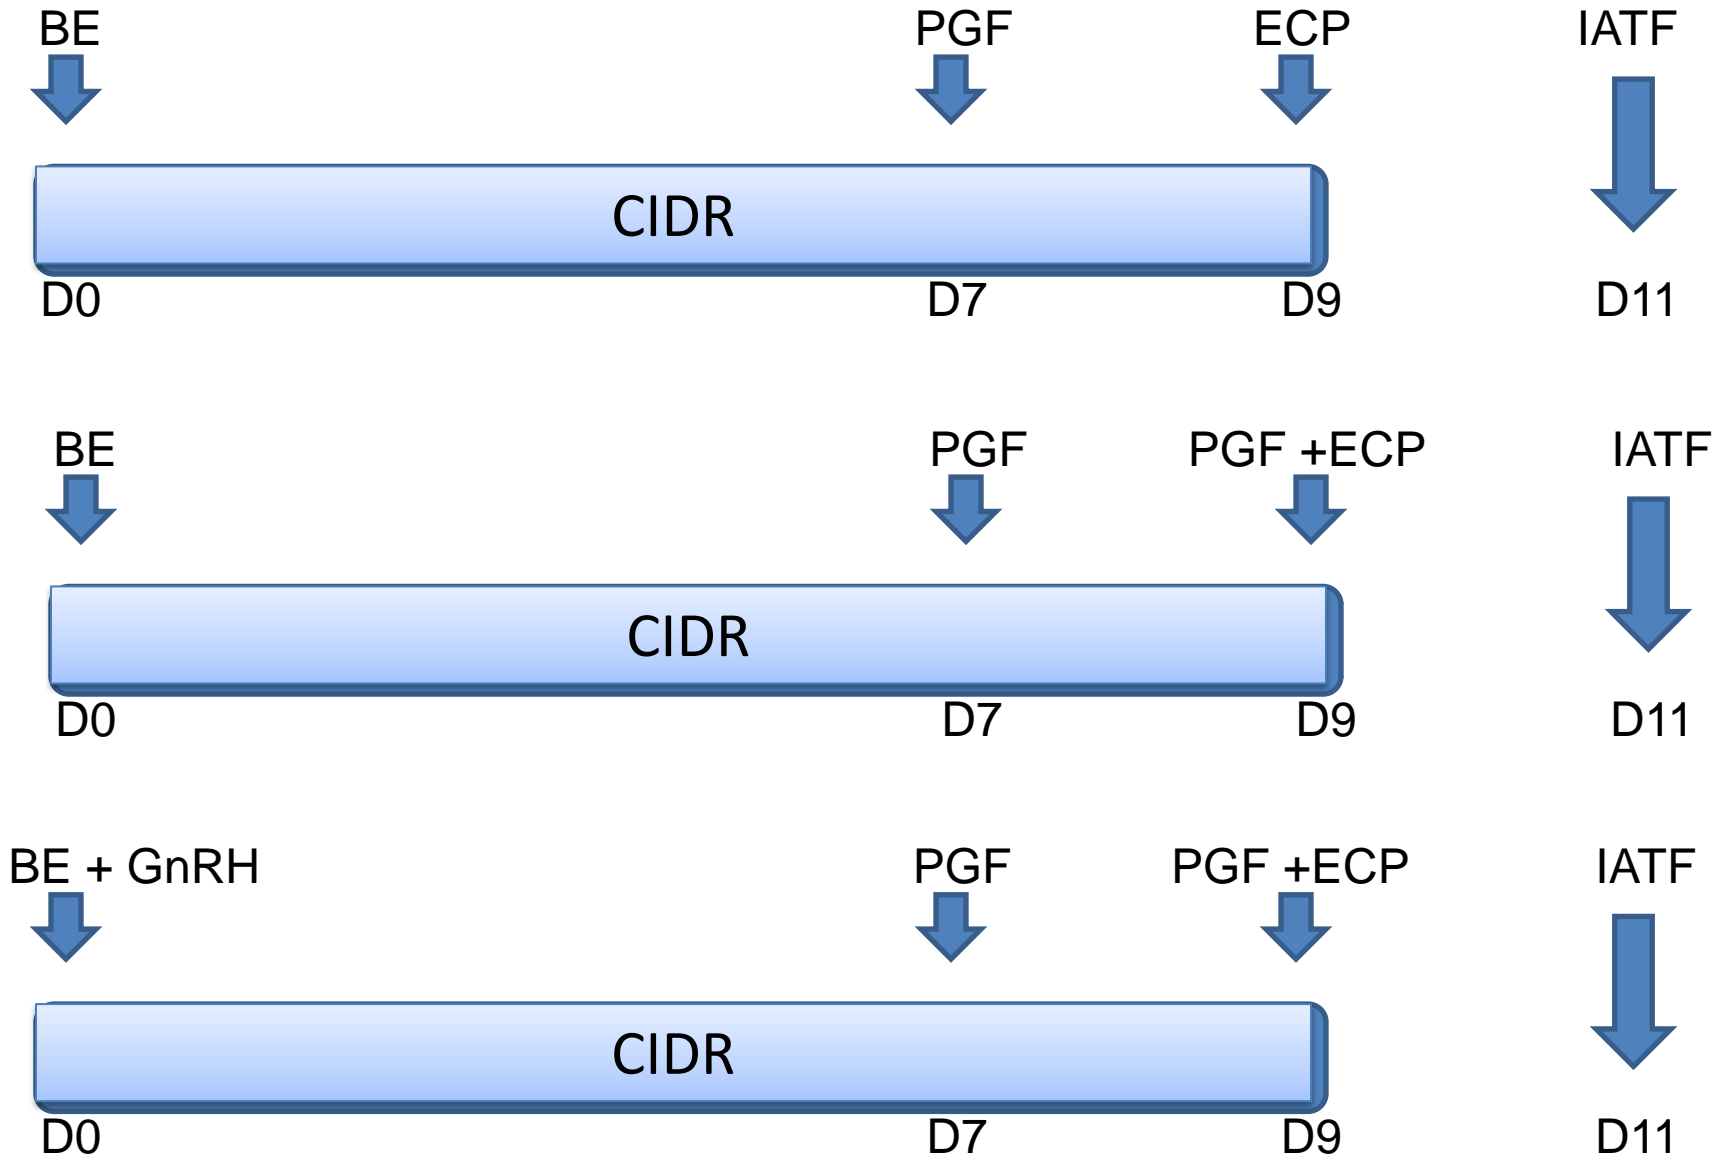 BE PGF ECP IATF
CIDR
D0 D7 D9 D11
BE PGF PGF +ECP IATF
CIDR
D0 D7 D9 D11
BE + GnRH PGF PGF +ECP IATF
CIDR
D0 D7 D9 D11